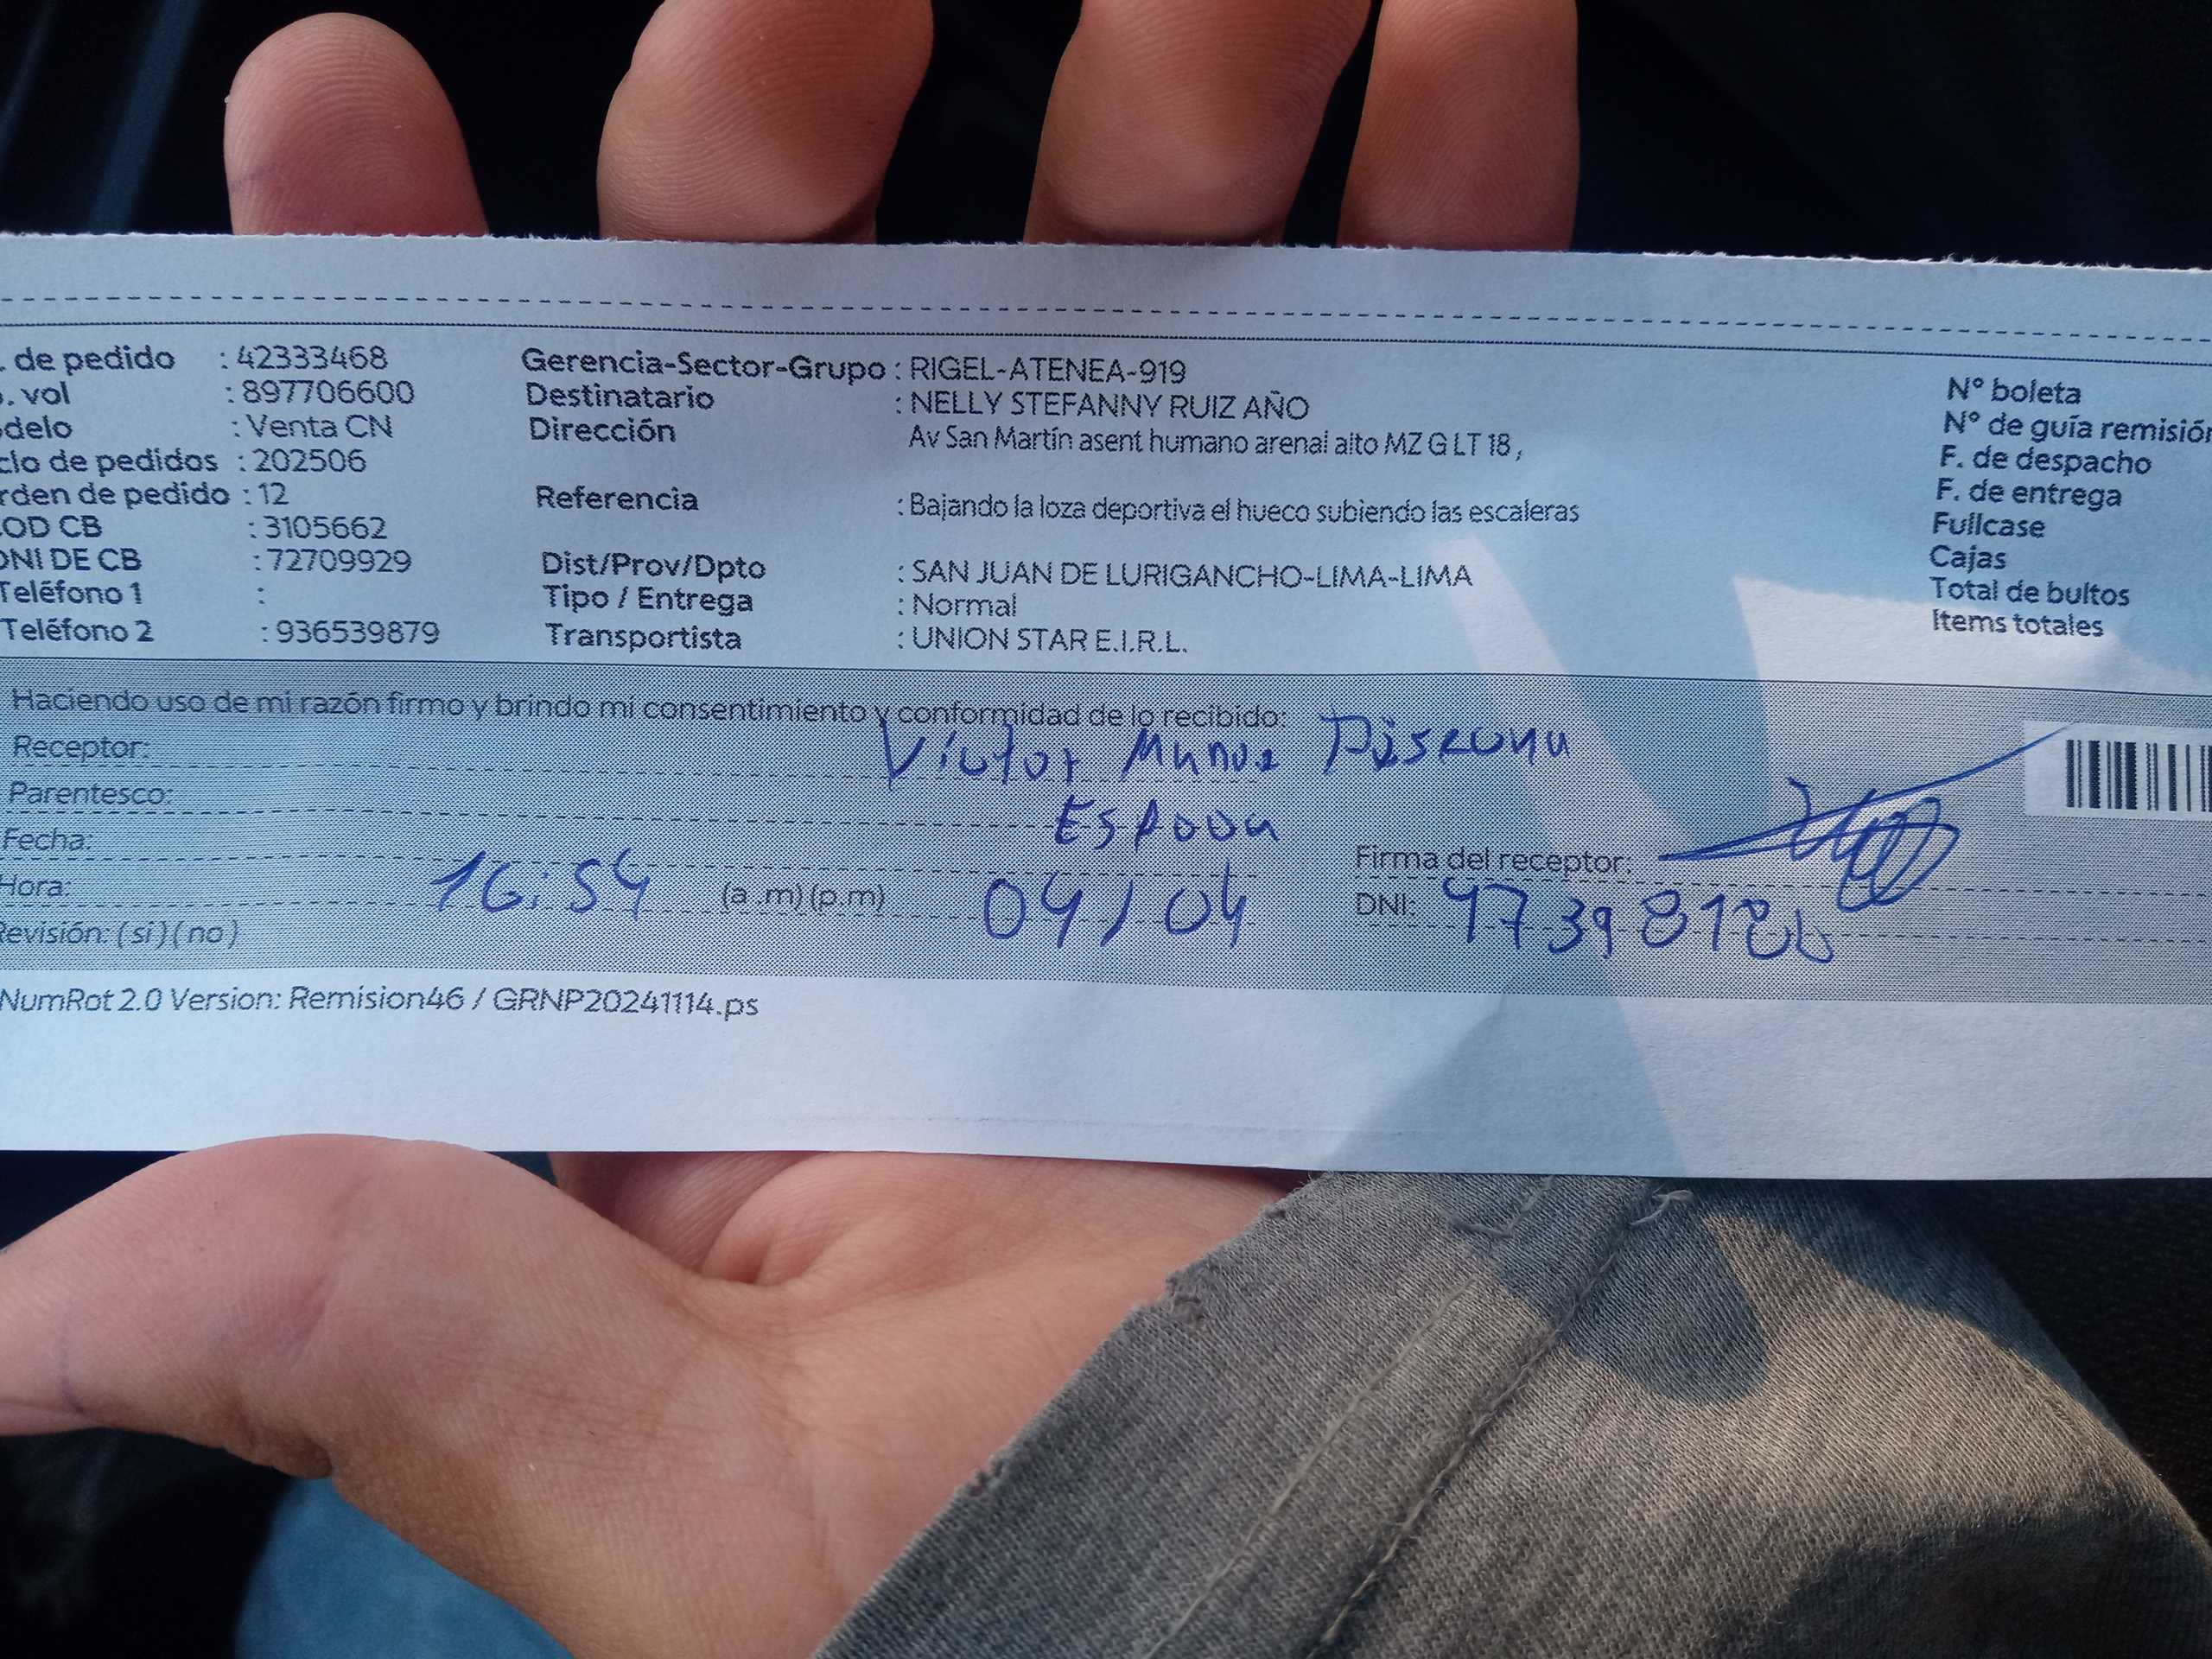 . de pedido : 42333468
. vol : 897706600
delo : Venta CN
clo de pedidos : 202506
rden de pedido : 12
OD CB : 3105662
DNI DE CB : 72709929
Teléfono 1 :
Teléfono 2 : 936539879
Gerencia-Sector-Grupo : RIGEL-ATENEA-919
Destinatario : NELLY STEFANNY RUIZ AÑO
Dirección Av San Martín asent humano arenal alto MZ G LT 18 ,
Referencia : Bajando la loza deportiva el hueco subiendo las escaleras
Dist/Prov/Dpto : SAN JUAN DE LURIGANCHO-LIMA-LIMA
Tipo / Entrega : Normal
Transportista : UNION STAR E.I.R.L.
N° boleta
N° de guía remisión
F. de despacho
F. de entrega
Fullcase
Cajas
Total de bultos
Items totales
Haciendo uso de mi razón firmo y brindo mi consentimiento y conformidad de lo recibido:
Receptor: Victor
Parentesco:
Fecha: 04/04
Hora: 16:54 (a .m) (p.m)
Revisión: ( si ) ( no )
Firma del receptor:
DNI:
NumRot 2.0 Version: Remision46 / GRNP20241114.ps